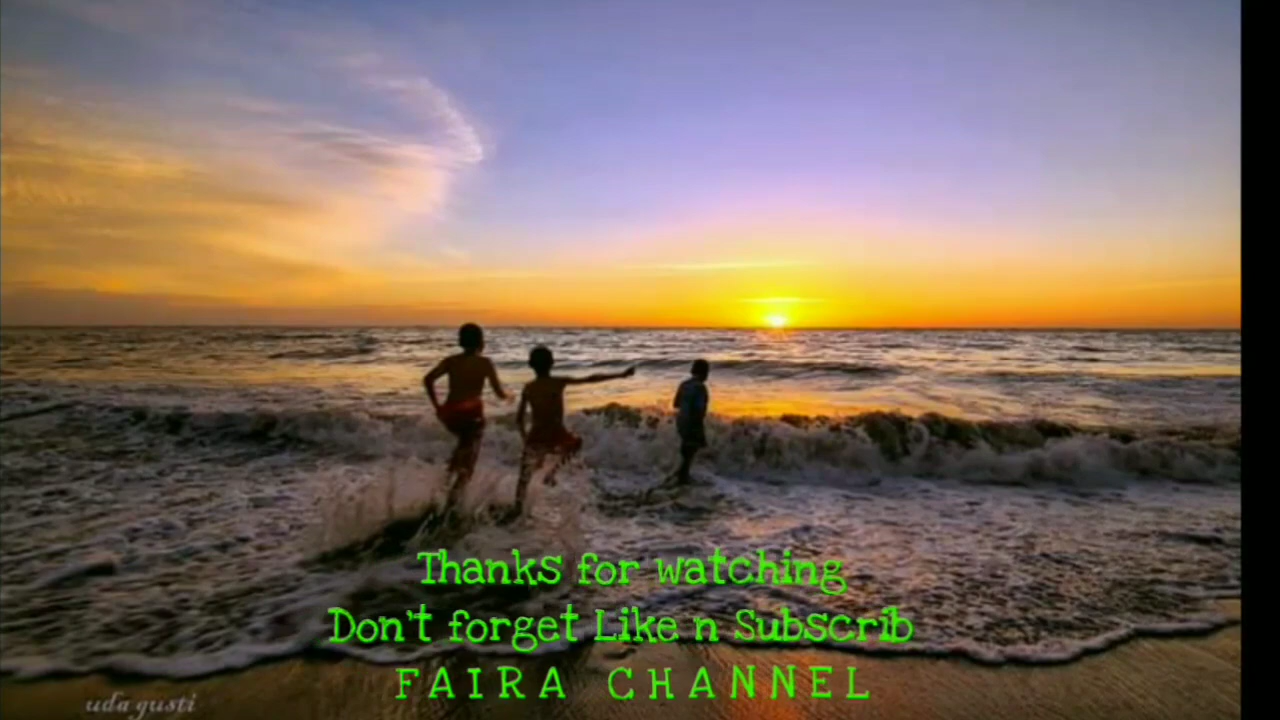 Thanks for watching
Don't forget Like n Subscrib
FAIRA CHANNEL
uda gusti